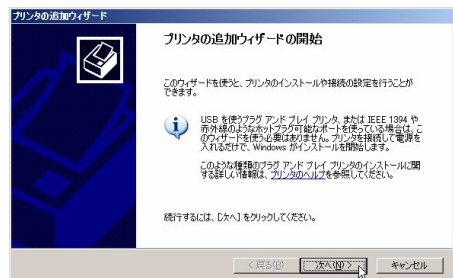 プリンタの追加ウィザード
プリンタの追加ウィザードの開始
このウィザードを使うと、プリンタのインストールや接続の設定を行うことが
できます。
USB を使うプラグ アンド プレイ プリンタ、または IEEE 1394 や
赤外線のようなホットプラグ可能なポートを使っている場合は、こ
のウィザードを使う必要はありません。プリンタを接続して電源を
入れるだけで、Windows がインストールを開始します。
このような種類のプラグ アンド プレイ プリンタのインストールに関
する詳しい情報は、プリンタのヘルプを参照してください。
続行するには、[次へ] をクリックしてください。
< 戻る(B)
次へ(N) >
キャンセル